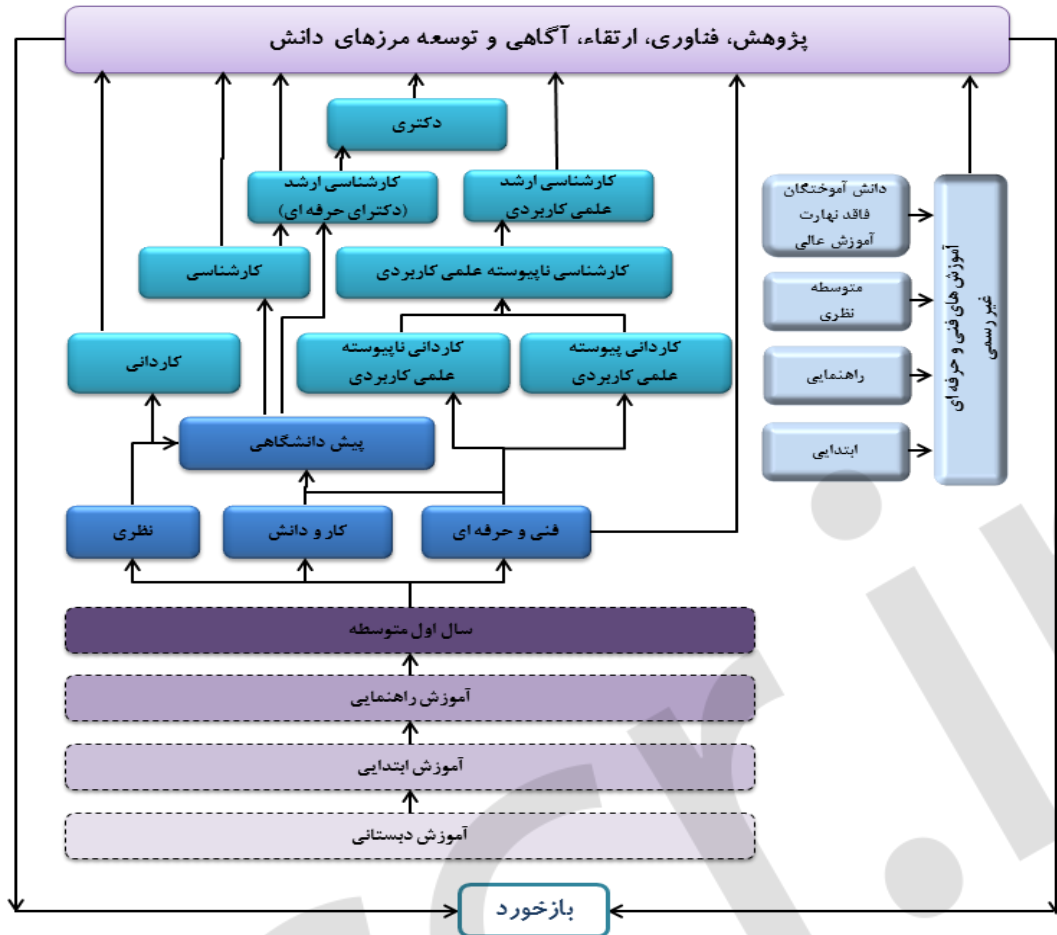 پژوهش، فناوری، ارتقاء، آگاهی و توسعه مرزهای دانش
دکتری
کارشناسی ارشد
(دکترای حرفه ای)
کارشناسی ارشد
علمی کاربردی
کارشناسی
کارشناسی ناپیوسته علمی کاربردی
کاردانی
کاردانی ناپیوسته
علمی کاربردی
کاردانی پیوسته
علمی کاربردی
پیش دانشگاهی
نظری
کار و دانش
فنی و حرفه ای
سال اول متوسطه
آموزش راهنمایی
آموزش ابتدایی
آموزش دبستانی
دانش آموختگان
فاقد نهارت
آموزش عالی
متوسطه
نظری
راهنمایی
ابتدایی
آموزش های فنی و حرفه ای
غیر رسمی
بازخورد